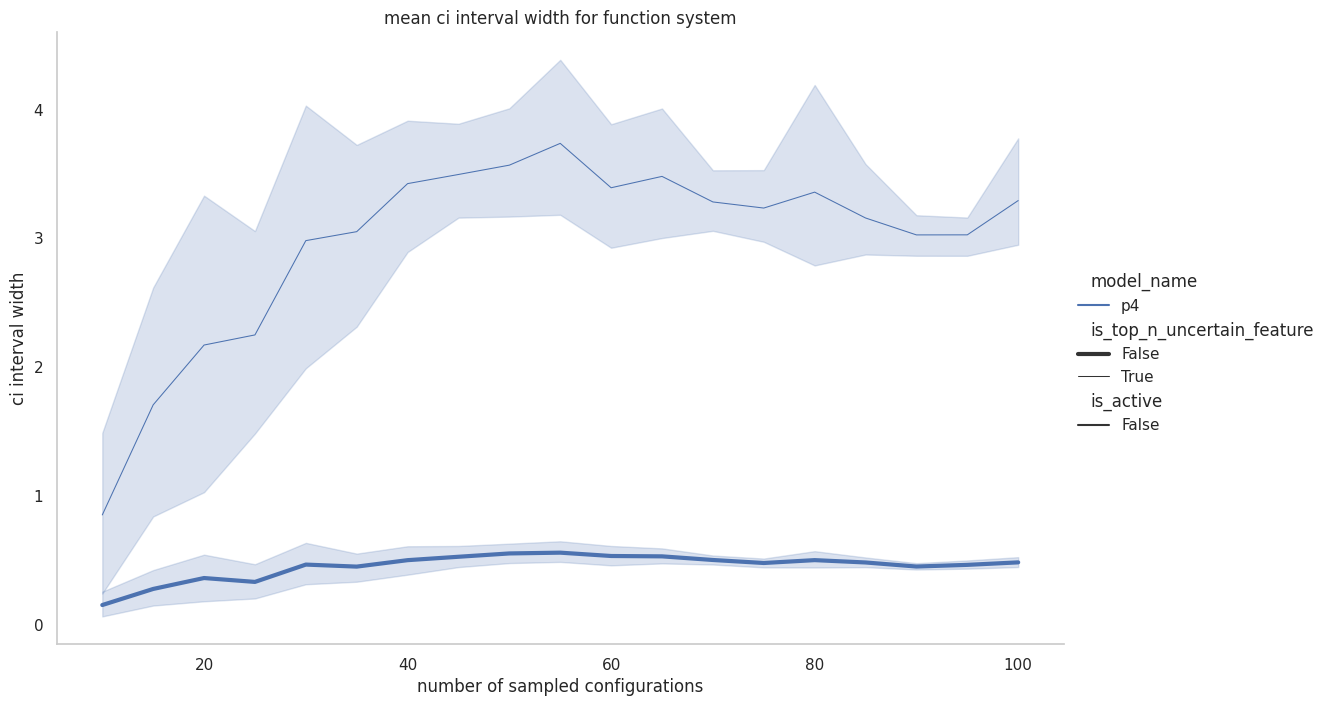 mean ci interval width for function system
ci interval width
4
3
2
1
0
20
40
60
80
100
number of sampled configurations
model_name
p4
is_top_n_uncertain_feature
False
True
is_active
False